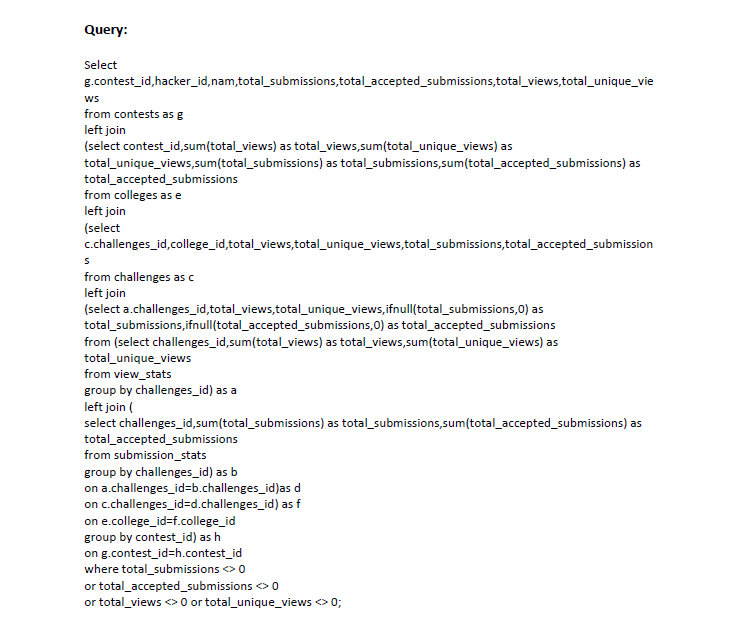 Query:
Select
g.contest_id,hacker_id,nam,total_submissions,total_accepted_submissions,total_views,total_unique_vie
ws
from contests as g
left join
(select contest_id,sum(total_views) as total_views,sum(total_unique_views) as
total_unique_views,sum(total_submissions) as total_submissions,sum(total_accepted_submissions) as
total_accepted_submissions
from colleges as e
left join
(select
c.challenges_id,college_id,total_views,total_unique_views,total_submissions,total_accepted_submission
s
from challenges as c
left join
(select a.challenges_id,total_views,total_unique_views,ifnull(total_submissions,0) as
total_submissions,ifnull(total_accepted_submissions,0) as total_accepted_submissions
from (select challenges_id,sum(total_views) as total_views,sum(total_unique_views) as
total_unique_views
from view_stats
group by challenges_id) as a
left join (
select challenges_id,sum(total_submissions) as total_submissions,sum(total_accepted_submissions) as
total_accepted_submissions
from submission_stats
group by challenges_id) as b
on a.challenges_id=b.challenges_id)as d
on c.challenges_id=d.challenges_id) as f
on e.college_id=f.college_id
group by contest_id) as h
on g.contest_id=h.contest_id
where total_submissions <> 0
or total_accepted_submissions <> 0
or total_views <> 0 or total_unique_views <> 0;